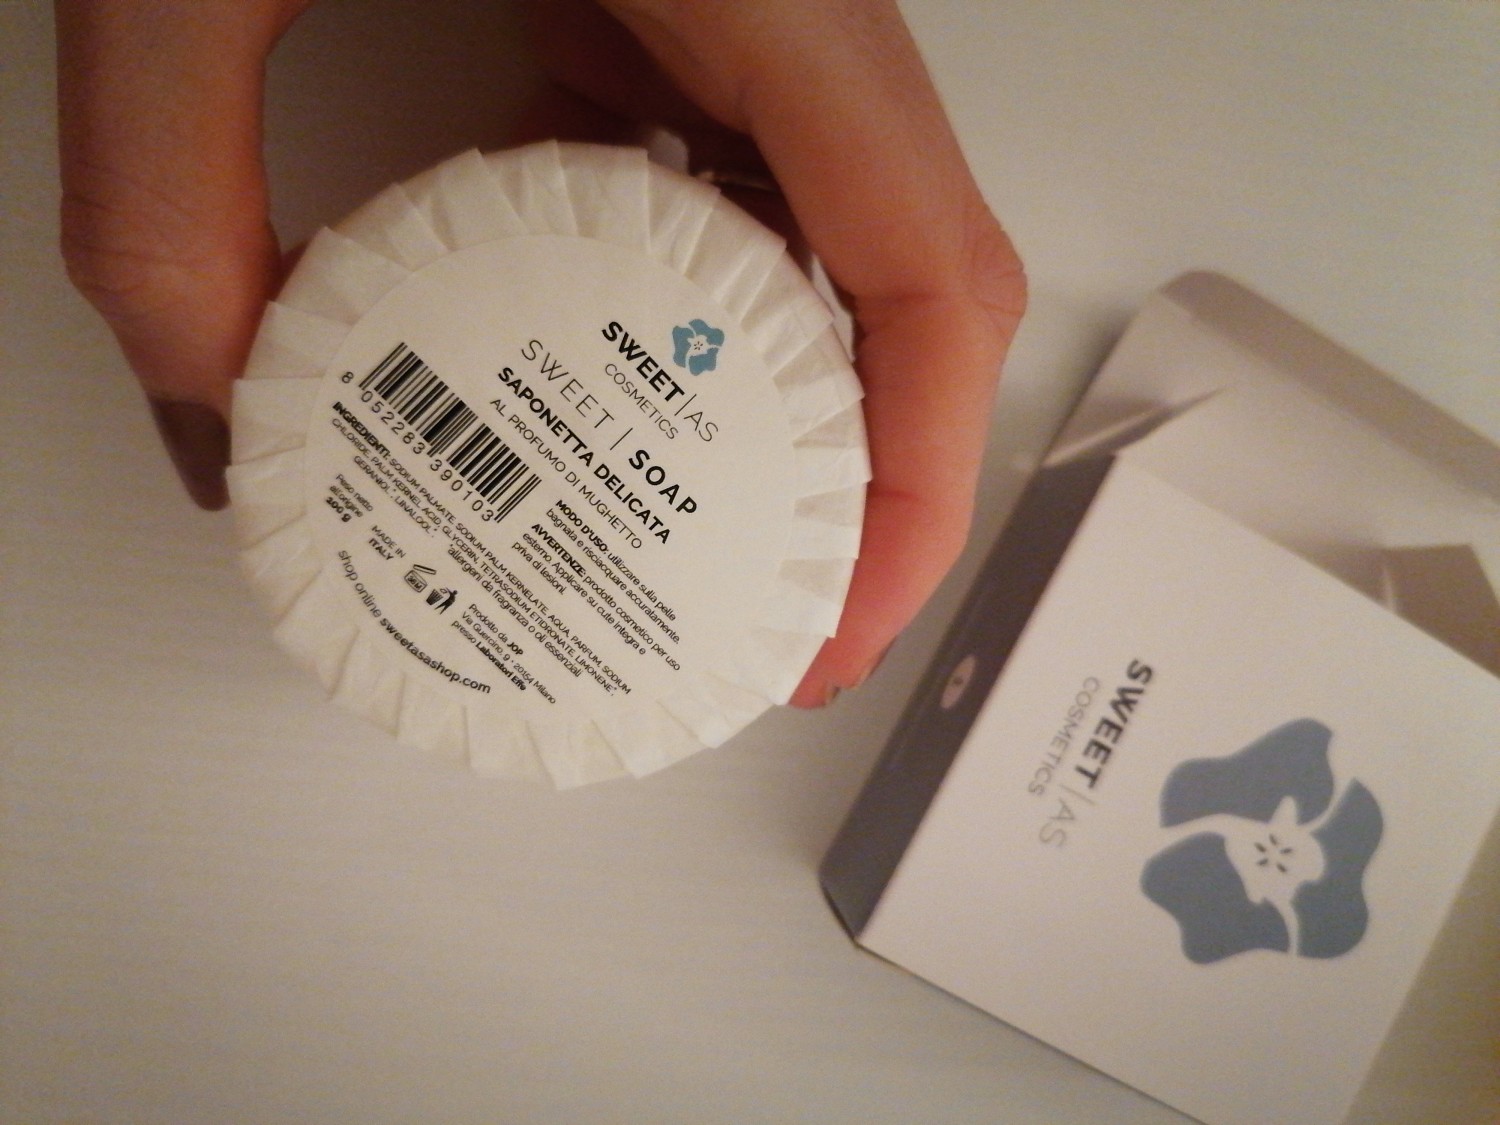 SWEET|AS
COSMETICS
SWEET | SOAP
SAPONETTA DELICATA
AL PROFUMO DI MUGHETTO
8 052283 390103
MODO D'USO: utilizzare sulla pelle
bagnata e risciacquare accuratamente.
AVVERTENZE: prodotto cosmetico per uso
esterno. Applicare su cute integra e
priva di lesioni.
INGREDIENTI: SODIUM PALMATE, SODIUM PALM KERNELATE, AQUA, PARFUM, SODIUM
CHLORIDE, PALM KERNEL ACID, GLYCERIN, TETRASODIUM ETIDRONATE, LIMONENE*,
GERANIOL*, LINALOOL*.
*allergeni da fragranza o oli essenziali
Peso netto
all'origine
100 g
MADE IN
ITALY
Prodotto da JOP
Via Guercino, 9 - 20154 Milano
presso Laboratori Effe
shop online sweetasashop.com
SWEET|AS
COSMETICS